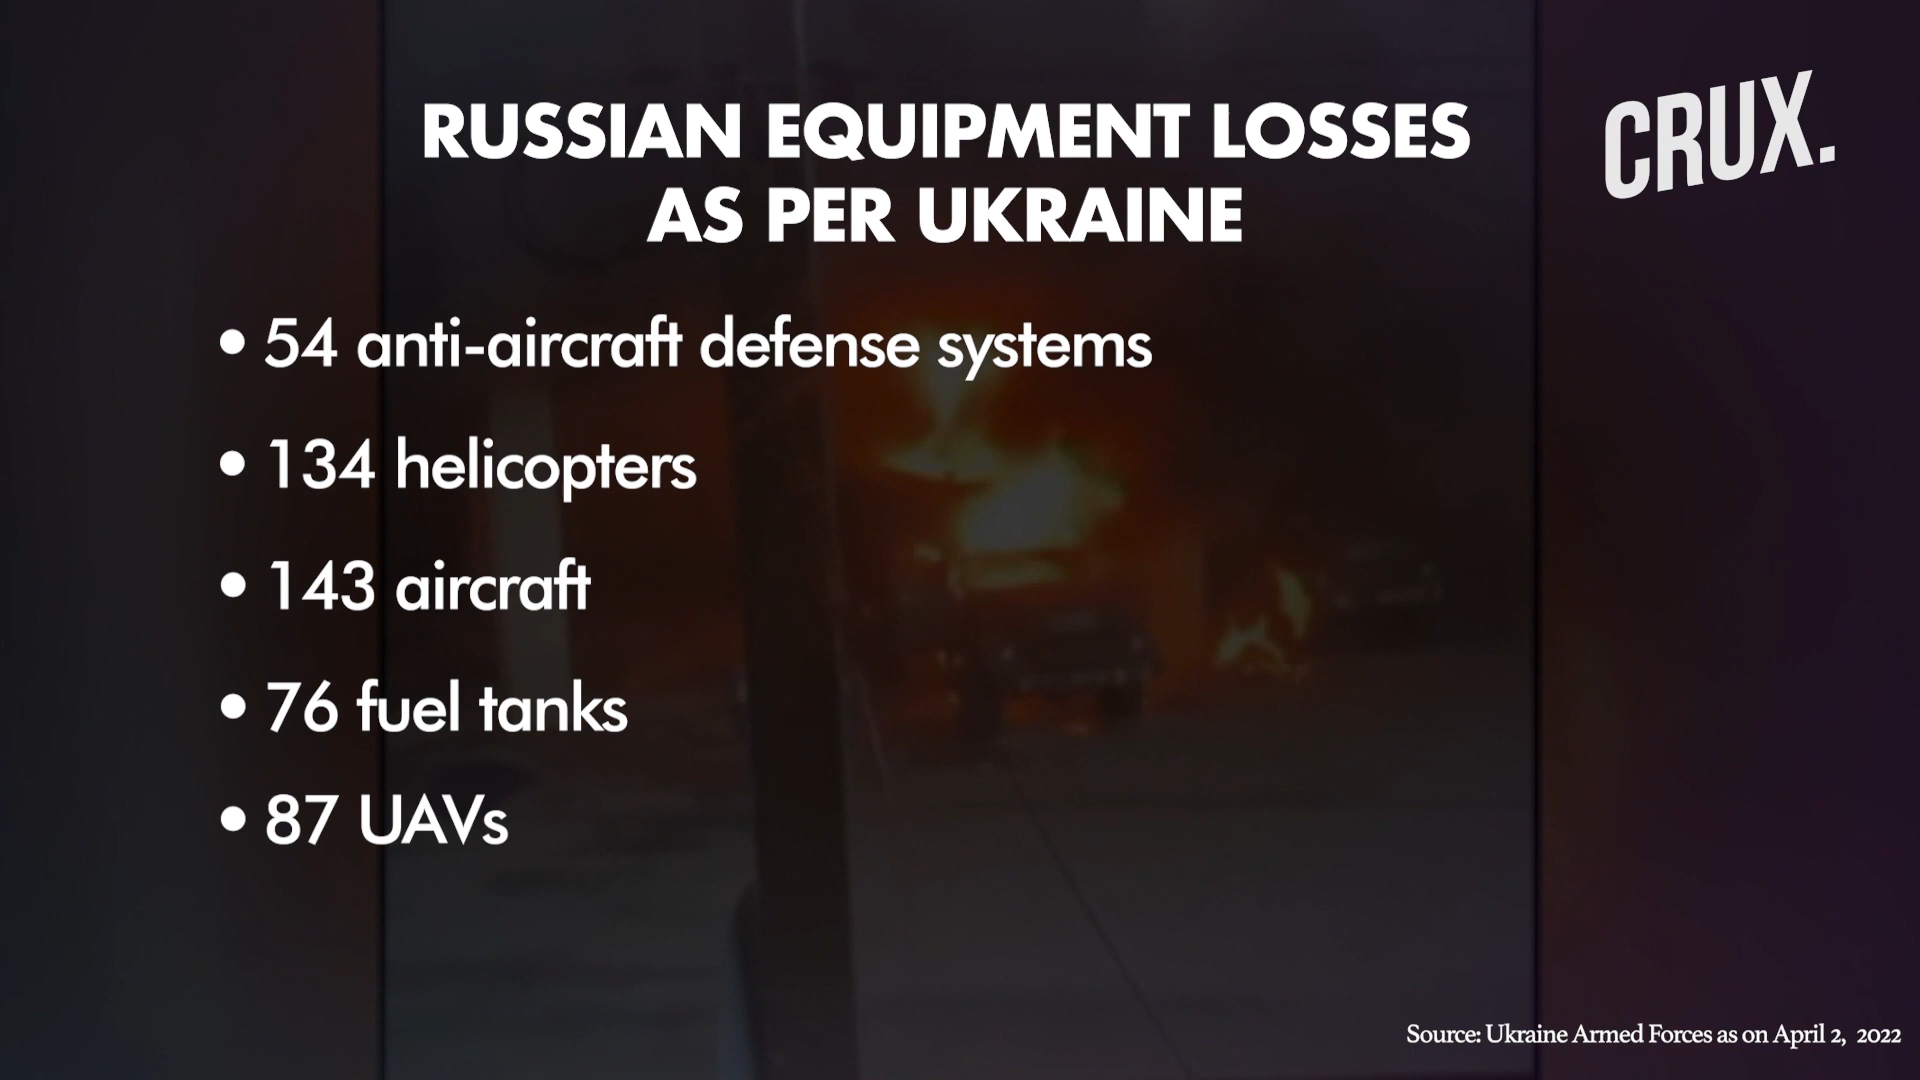 RUSSIAN EQUIPMENT LOSSES
AS PER UKRAINE
CRUX.
• 54 anti-aircraft defense systems
• 134 helicopters
• 143 aircraft
• 76 fuel tanks
• 87 UAVs
Source: Ukraine Armed Forces as on April 2, 2022